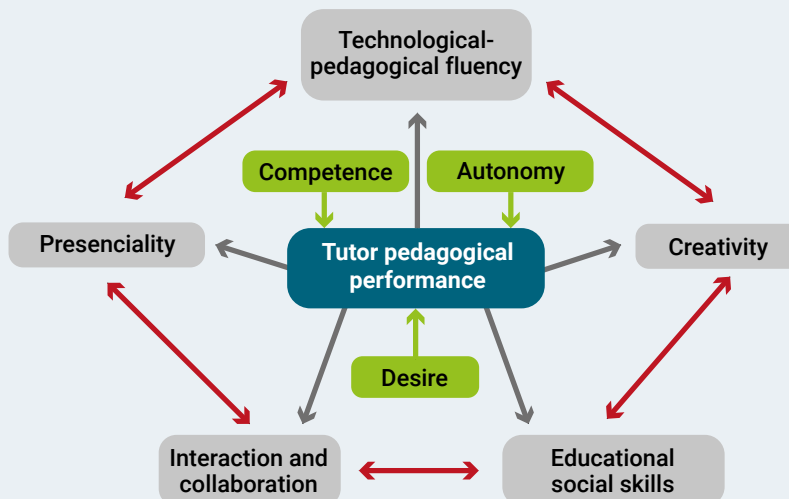 Technological-
pedagogical fluency
Competence
Autonomy
Presenciality
Tutor pedagogical
performance
Creativity
Desire
Interaction and
collaboration
Educational
social skills